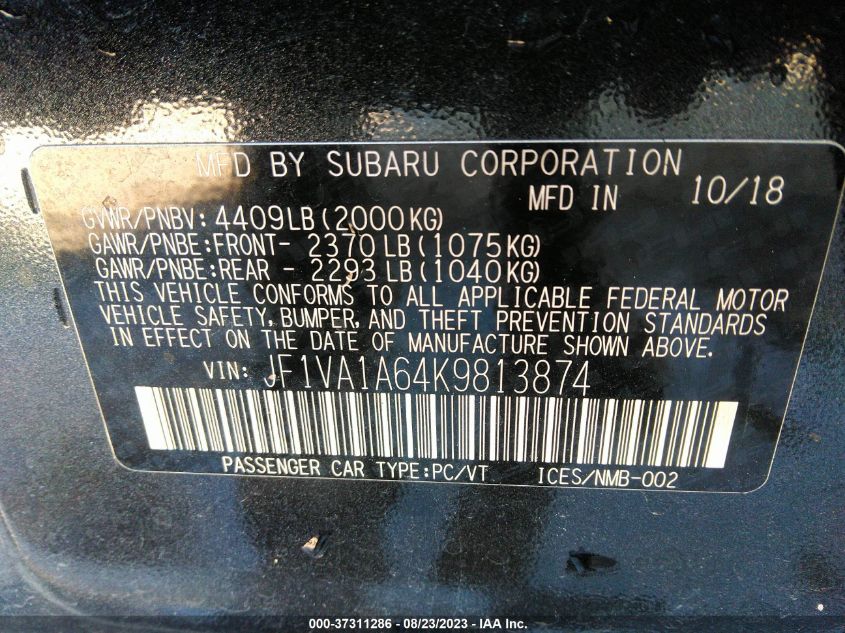 MFD BY SUBARU CORPORATION
MFD IN 10/18
GVWR/PNBV: 4409LB(2000KG)
GAWR/PNBE:FRONT- 2370LB(1075KG)
GAWR/PNBE:REAR - 2293LB(1040KG)
THIS VEHICLE CONFORMS TO ALL APPLICABLE FEDERAL MOTOR
VEHICLE SAFETY, BUMPER, AND THEFT PREVENTION STANDARDS
IN EFFECT ON THE DATE OF MANUFACTURE SHOWN ABOVE.
VIN: JF1VA1A64K9813874
PASSENGER CAR TYPE:PC/VT ICES/NMB-002
000-37311286 - 08/23/2023 - IAA Inc.